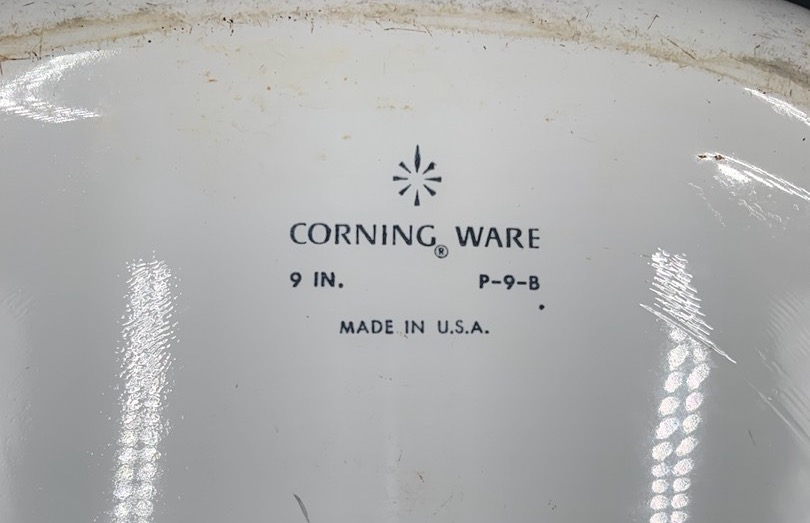 CORNING® WARE
9 IN. P-9-B
MADE IN U.S.A.